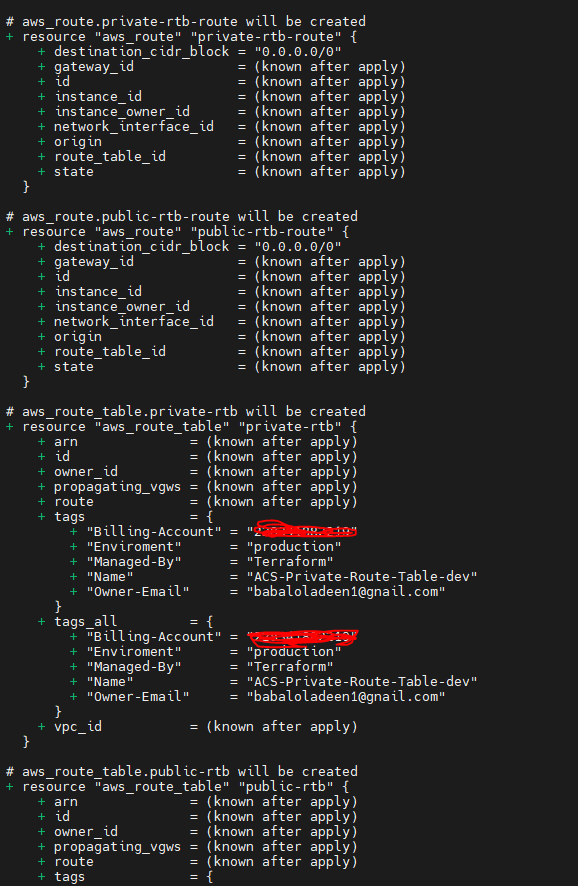 # aws_route.private-rtb-route will be created
+ resource "aws_route" "private-rtb-route" {
+ destination_cidr_block = "0.0.0.0/0"
+ gateway_id = (known after apply)
+ id = (known after apply)
+ instance_id = (known after apply)
+ instance_owner_id = (known after apply)
+ network_interface_id = (known after apply)
+ origin = (known after apply)
+ route_table_id = (known after apply)
+ state = (known after apply)
}
# aws_route.public-rtb-route will be created
+ resource "aws_route" "public-rtb-route" {
+ destination_cidr_block = "0.0.0.0/0"
+ gateway_id = (known after apply)
+ id = (known after apply)
+ instance_id = (known after apply)
+ instance_owner_id = (known after apply)
+ network_interface_id = (known after apply)
+ origin = (known after apply)
+ route_table_id = (known after apply)
+ state = (known after apply)
}
# aws_route_table.private-rtb will be created
+ resource "aws_route_table" "private-rtb" {
+ arn = (known after apply)
+ id = (known after apply)
+ owner_id = (known after apply)
+ propagating_vgws = (known after apply)
+ route = (known after apply)
+ tags = {
+ "Billing-Account" =
+ "Enviroment" = "production"
+ "Managed-By" = "Terraform"
+ "Name" = "ACS-Private-Route-Table-dev"
+ "Owner-Email" = "babaloladeen1@gnail.com"
}
+ tags_all = {
+ "Billing-Account" =
+ "Enviroment" = "production"
+ "Managed-By" = "Terraform"
+ "Name" = "ACS-Private-Route-Table-dev"
+ "Owner-Email" = "babaloladeen1@gnail.com"
}
+ vpc_id = (known after apply)
}
# aws_route_table.public-rtb will be created
+ resource "aws_route_table" "public-rtb" {
+ arn = (known after apply)
+ id = (known after apply)
+ owner_id = (known after apply)
+ propagating_vgws = (known after apply)
+ route = (known after apply)
+ tags = {